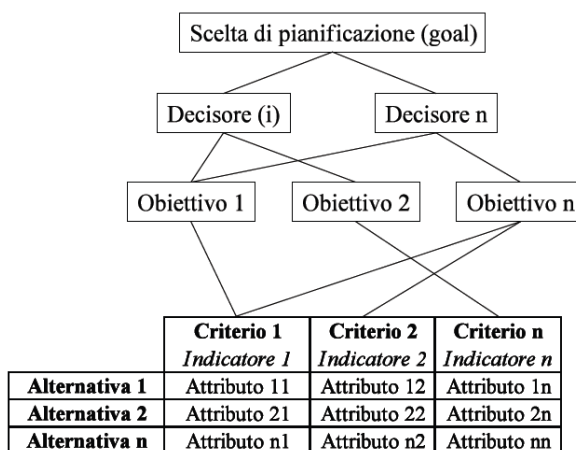 Scelta di pianificazione (goal)
Decisore (i) Decisore n
Obiettivo 1 Obiettivo 2 Obiettivo n
Criterio 1 Criterio 2 Criterio n
Indicatore 1 Indicatore 2 Indicatore n
Alternativa 1 Attributo 11 Attributo 12 Attributo 1n
Alternativa 2 Attributo 21 Attributo 22 Attributo 2n
Alternativa n Attributo n1 Attributo n2 Attributo nn